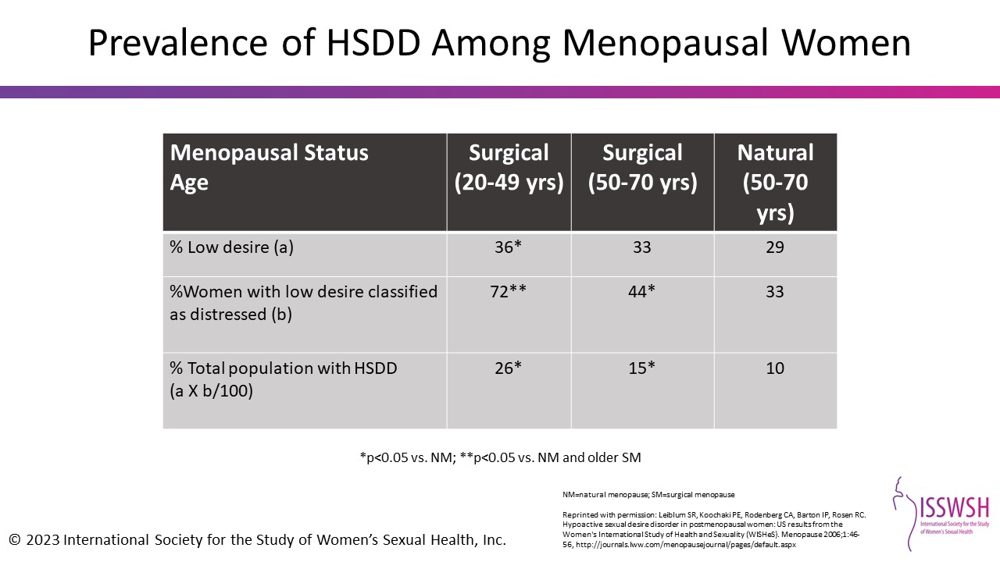 Prevalence of HSDD Among Menopausal Women
Menopausal Status
Age
Surgical
(20-49 yrs)
Surgical
(50-70 yrs)
Natural
(50-70
yrs)
% Low desire (a)
36*
33
29
%Women with low desire classified
as distressed (b)
72**
44*
33
% Total population with HSDD
(a X b/100)
26*
15*
10
*p<0.05 vs. NM; **p<0.05 vs. NM and older SM
NM=natural menopause; SM=surgical menopause
Reprinted with permission: Leiblum SR, Koochaki PE, Rodenberg CA, Barton IP, Rosen RC.
Hypoactive sexual desire disorder in postmenopausal women: US results from the
Women's International Study of Health and Sexuality (WISHeS). Menopause 2006;1:46-
56, http://journals.lww.com/menopausejournal/pages/default.aspx
ISSWSH
International Society for the Study
of Women's Sexual Health
© 2023 International Society for the Study of Women’s Sexual Health, Inc.